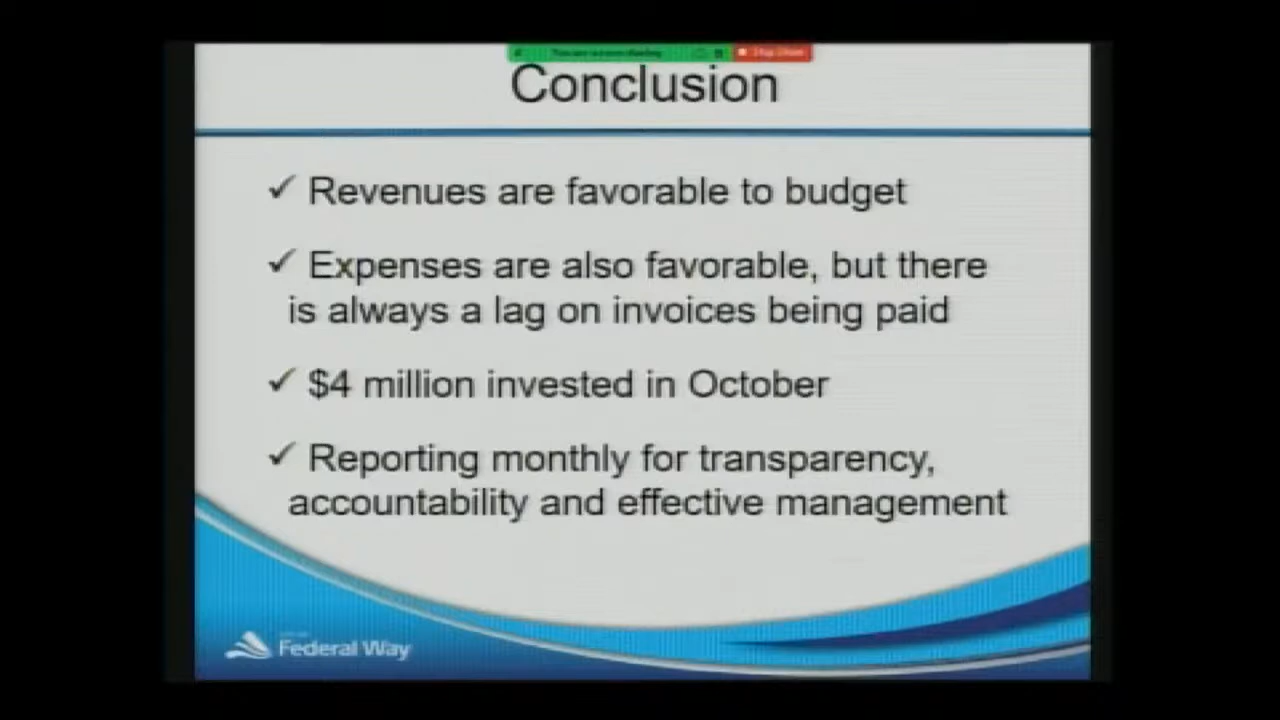 Conclusion
✓ Revenues are favorable to budget
✓ Expenses are also favorable, but there
is always a lag on invoices being paid
✓ $4 million invested in October
✓ Reporting monthly for transparency,
accountability and effective management
Federal Way